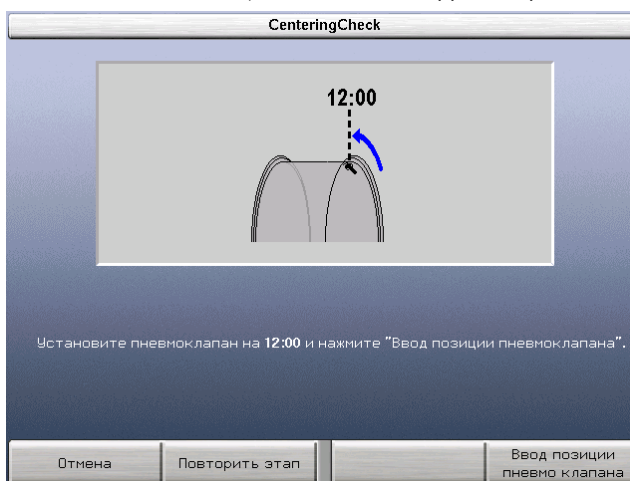 CenteringCheck
12:00
Установите пневмоклапан на 12:00 и нажмите "Ввод позиции пневмоклапана".
Отмена
Повторить этап
Ввод позиции
пневмо клапана